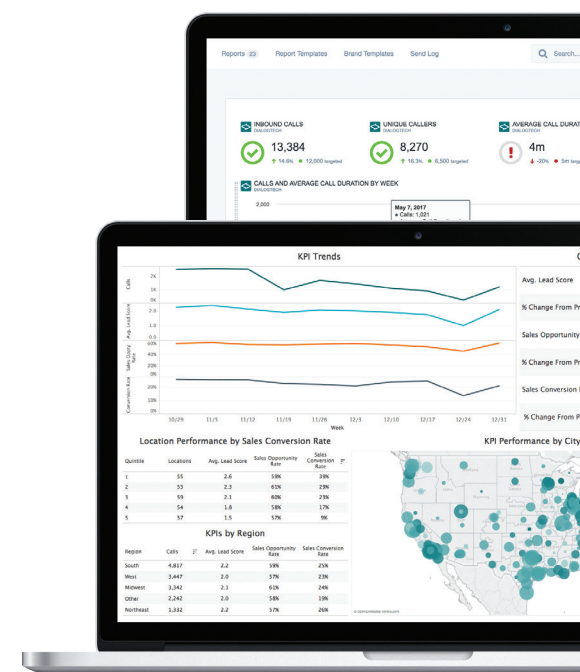 Reports 23 Report Templates Brand Templates Send Log Search...
INBOUND CALLS UNIQUE CALLERS AVERAGE CALL DURAT
DIALOGTECH DIALOGTECH DIALOGTECH
13,384 8,270 4m
14.6% 12,000 targeted 16.3% 6,500 targeted -20% 5m targ
CALLS AND AVERAGE CALL DURATION BY WEEK
DIALOGTECH
2,000
May 7, 2017
Calls: 1,021
KPI Trends
Calls
2K
1K
0K
Avg. Lead Score
2.0
1.0
0.0
Sales Oppty Rate
60%
40%
20%
0%
Conversion Rate
20%
10%
0%
10/29 11/5 11/12 11/19 11/26 12/3 12/10 12/17 12/24 12/31
Week
Avg. Lead Score
% Change From Pr
Sales Opportunity
% Change From Pr
Sales Conversion
% Change From P
Location Performance by Sales Conversion Rate
Quintile Locations Avg. Lead Score Sales Opportunity Rate Sales Conversion Rate
1 55 2.6 59% 39%
2 53 2.3 61% 29%
3 59 2.1 60% 23%
4 54 1.8 58% 17%
5 57 1.5 57% 9%
KPIs by Region
Region Calls Avg. Lead Score Sales Opportunity Rate Sales Conversion Rate
South 4,817 2.2 59% 25%
West 3,447 2.0 57% 23%
Midwest 3,342 2.1 61% 24%
Other 2,242 2.0 58% 19%
Northeast 1,332 2.2 57% 26%
KPI Performance by City